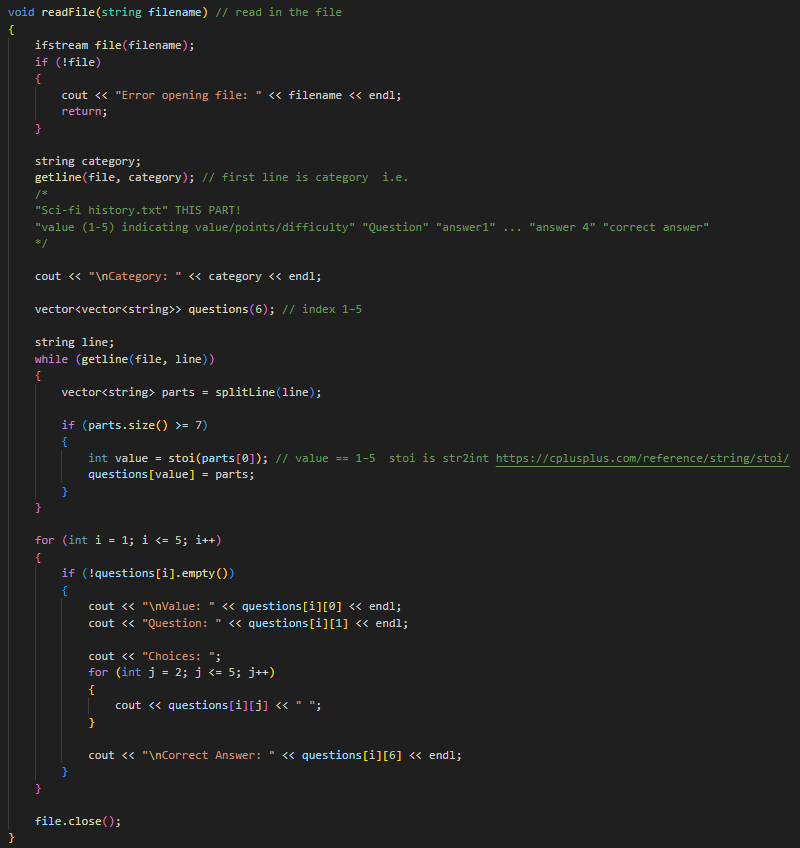 void readFile(string filename) // read in the file
{
    ifstream file(filename);
    if (!file)
    {
        cout << "Error opening file: " << filename << endl;
        return;
    }

    string category;
    getline(file, category); // first line is category  i.e.
    /*
    "Sci-fi history.txt" THIS PART!
    "value (1-5) indicating value/points/difficulty" "Question" "answer1" ... "answer 4" "correct answer"
    */

    cout << "\nCategory: " << category << endl;

    vector<vector<string>> questions(6); // index 1-5

    string line;
    while (getline(file, line))
    {
        vector<string> parts = splitLine(line);

        if (parts.size() >= 7)
        {
            int value = stoi(parts[0]); // value == 1-5  stoi is str2int https://cplusplus.com/reference/string/stoi/
            questions[value] = parts;
        }
    }

    for (int i = 1; i <= 5; i++)
    {
        if (!questions[i].empty())
        {
            cout << "\nValue: " << questions[i][0] << endl;
            cout << "Question: " << questions[i][1] << endl;

            cout << "Choices: ";
            for (int j = 2; j <= 5; j++)
            {
                cout << questions[i][j] << " ";
            }

            cout << "\nCorrect Answer: " << questions[i][6] << endl;
        }
    }

    file.close();
}